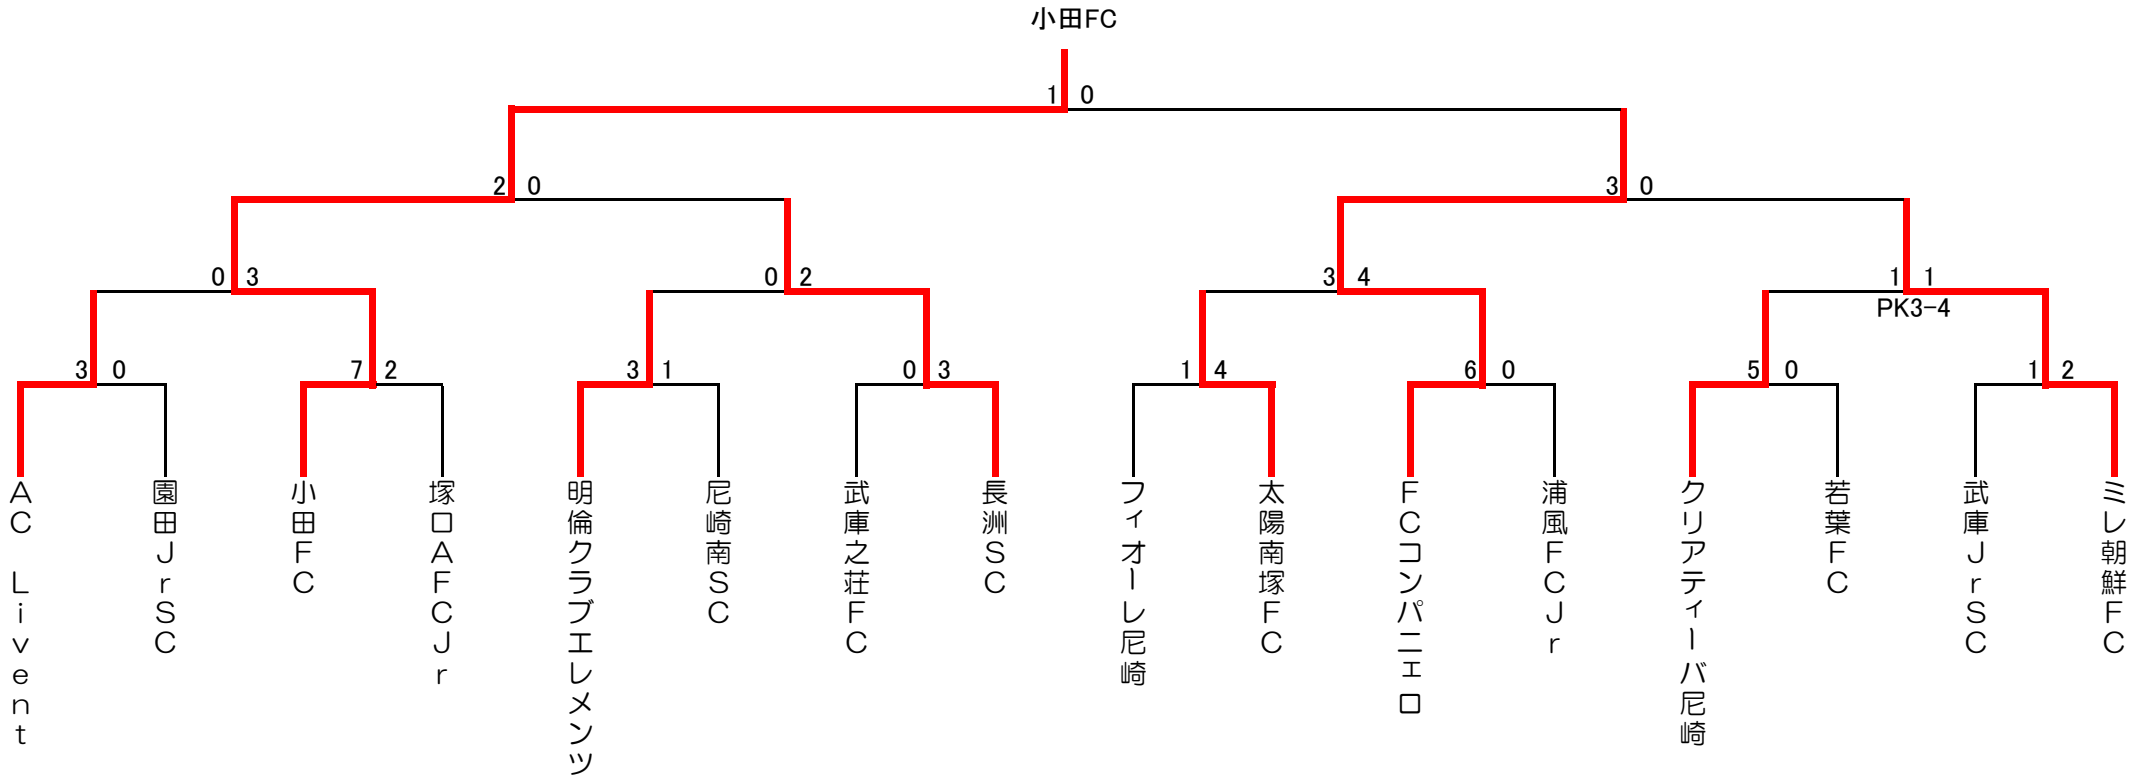 小田FC
1 0
2 0
3 0
0 3
0 2
3 4
1 1
PK3-4
3 0
7 2
3 1
0 3
1 4
6 0
5 0
1 2
AC Livent
園田JrSC
小田FC
塚口AFCJr
明倫クラブエレメンツ
尼崎南SC
武庫之荘FC
長洲SC
フィオーレ尼崎
太陽南塚FC
FCコンパニェロ
浦風FCJr
クリアティーバ尼崎
若葉FC
武庫JrSC
ミレ朝鮮FC